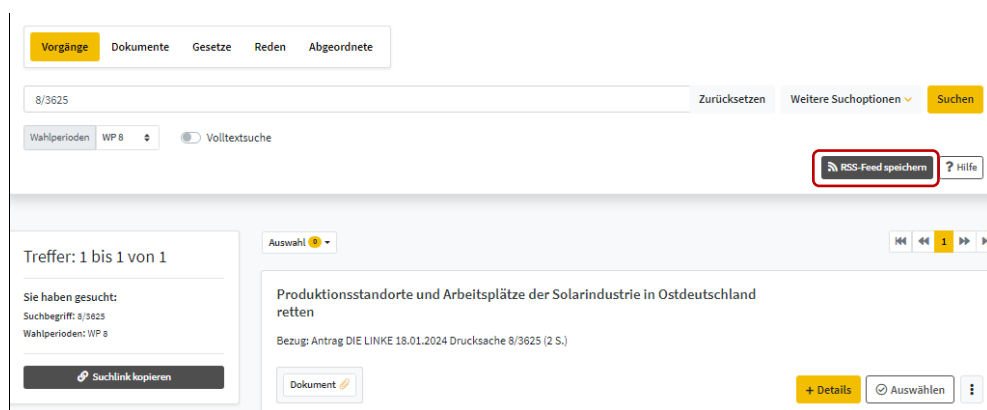 Vorgänge Dokumente Gesetze Reden Abgeordnete
8/3625 Zurücksetzen Weitere Suchoptionen Suchen
Wahlperioden WP 8 Volltextsuche
RSS-Feed speichern ? Hilfe
Auswahl 0 1
Treffer: 1 bis 1 von 1
Sie haben gesucht:
Suchbegriff: 8/3625
Wahlperioden: WP 8
Suchlink kopieren
Produktionsstandorte und Arbeitsplätze der Solarindustrie in Ostdeutschland
retten
Bezug: Antrag DIE LINKE 18.01.2024 Drucksache 8/3625 (2 S.)
Dokument
+ Details Auswählen